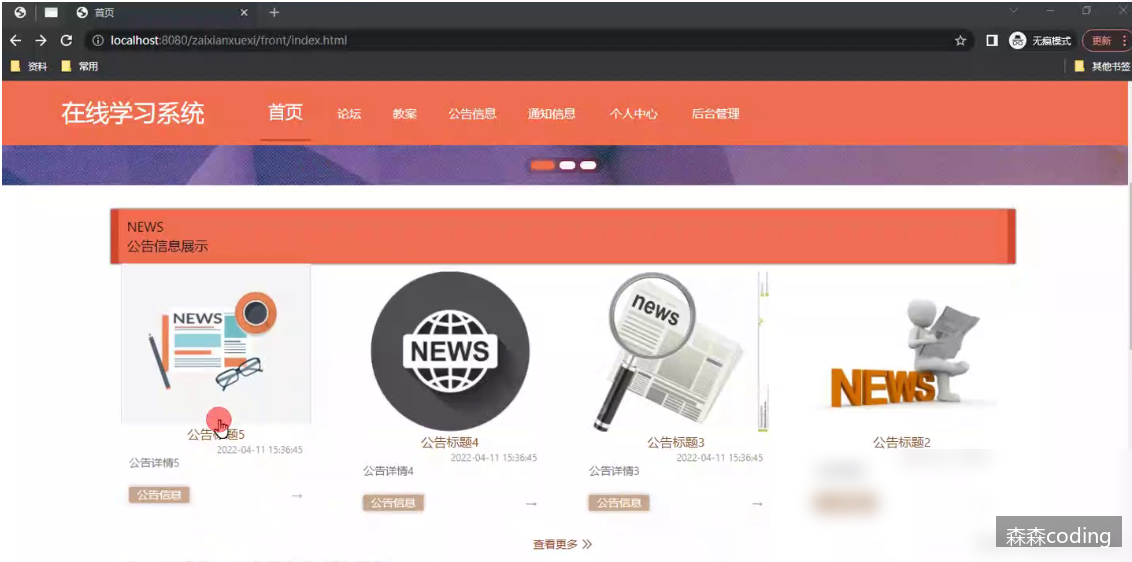 首页
localhost:8080/zaixianxuexi/front/index.html
无痕模式
更新
资料
常用
其他书签
在线学习系统
首页
论坛
教案
公告信息
通知信息
个人中心
后台管理
NEWS
公告信息展示
NEWS
NEWS
news
NEWS
公告标题5
2022-04-11 15:36:45
公告详情5
公告信息
公告标题4
2022-04-11 15:36:45
公告详情4
公告信息
公告标题3
2022-04-11 15:36:45
公告详情3
公告信息
公告标题2
查看更多
森森coding